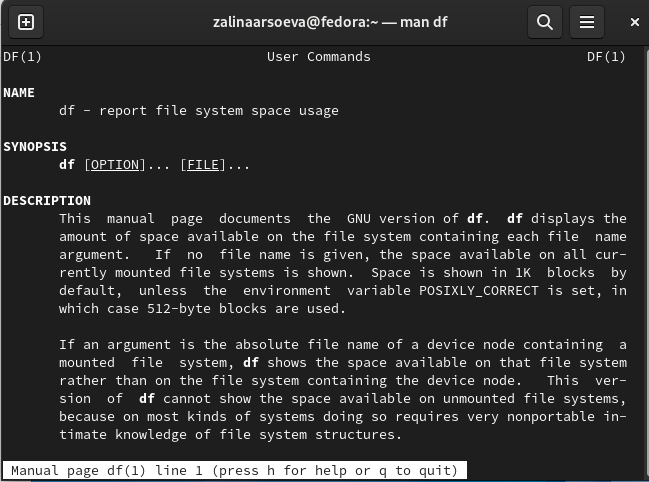 zalinaarsoeva@fedora:~ — man df
DF(1) User Commands DF(1)
NAME
df - report file system space usage
SYNOPSIS
df [OPTION]... [FILE]...
DESCRIPTION
This manual page documents the GNU version of df. df displays the
amount of space available on the file system containing each file name
argument. If no file name is given, the space available on all cur-
rently mounted file systems is shown. Space is shown in 1K blocks by
default, unless the environment variable POSIXLY_CORRECT is set, in
which case 512-byte blocks are used.
If an argument is the absolute file name of a device node containing a
mounted file system, df shows the space available on that file system
rather than on the file system containing the device node. This ver-
sion of df cannot show the space available on unmounted file systems,
because on most kinds of systems doing so requires very nonportable in-
timate knowledge of file system structures.
Manual page df(1) line 1 (press h for help or q to quit)